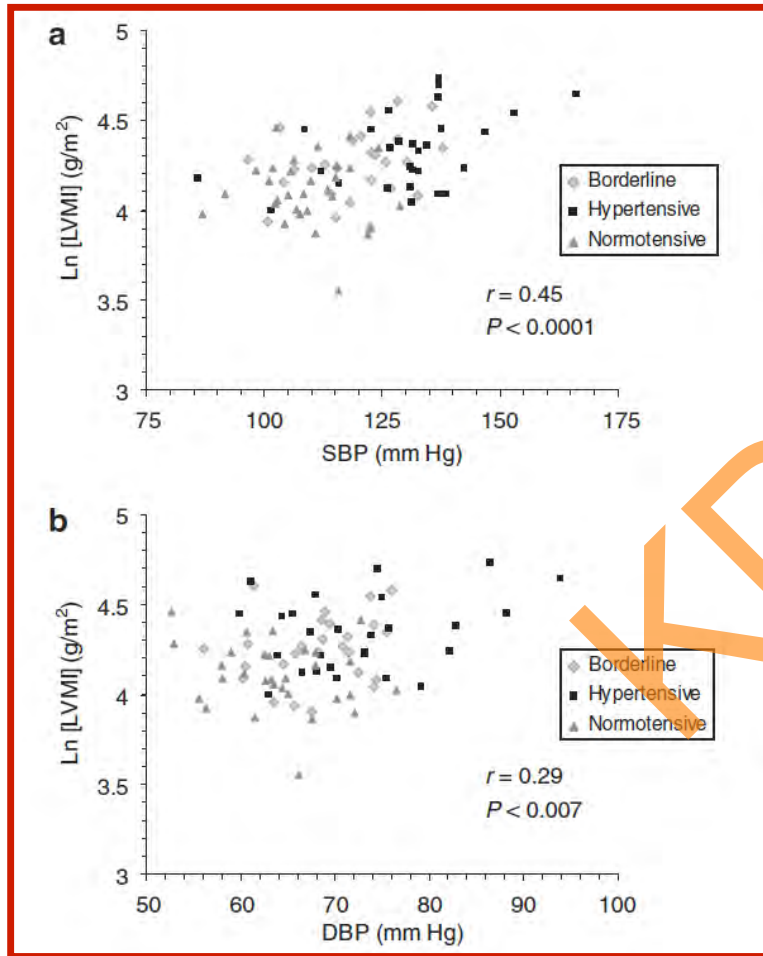 a
5
4.5
4
3.5
3
Ln [LVMI] (g/m²)
75 100 125 150 175
SBP (mm Hg)
Borderline
Hypertensive
Normotensive
r = 0.45
P < 0.0001
b
5
4.5
4
3.5
3
Ln [LVMI] (g/m²)
50 60 70 80 90 100
DBP (mm Hg)
Borderline
Hypertensive
Normotensive
r = 0.29
P < 0.007